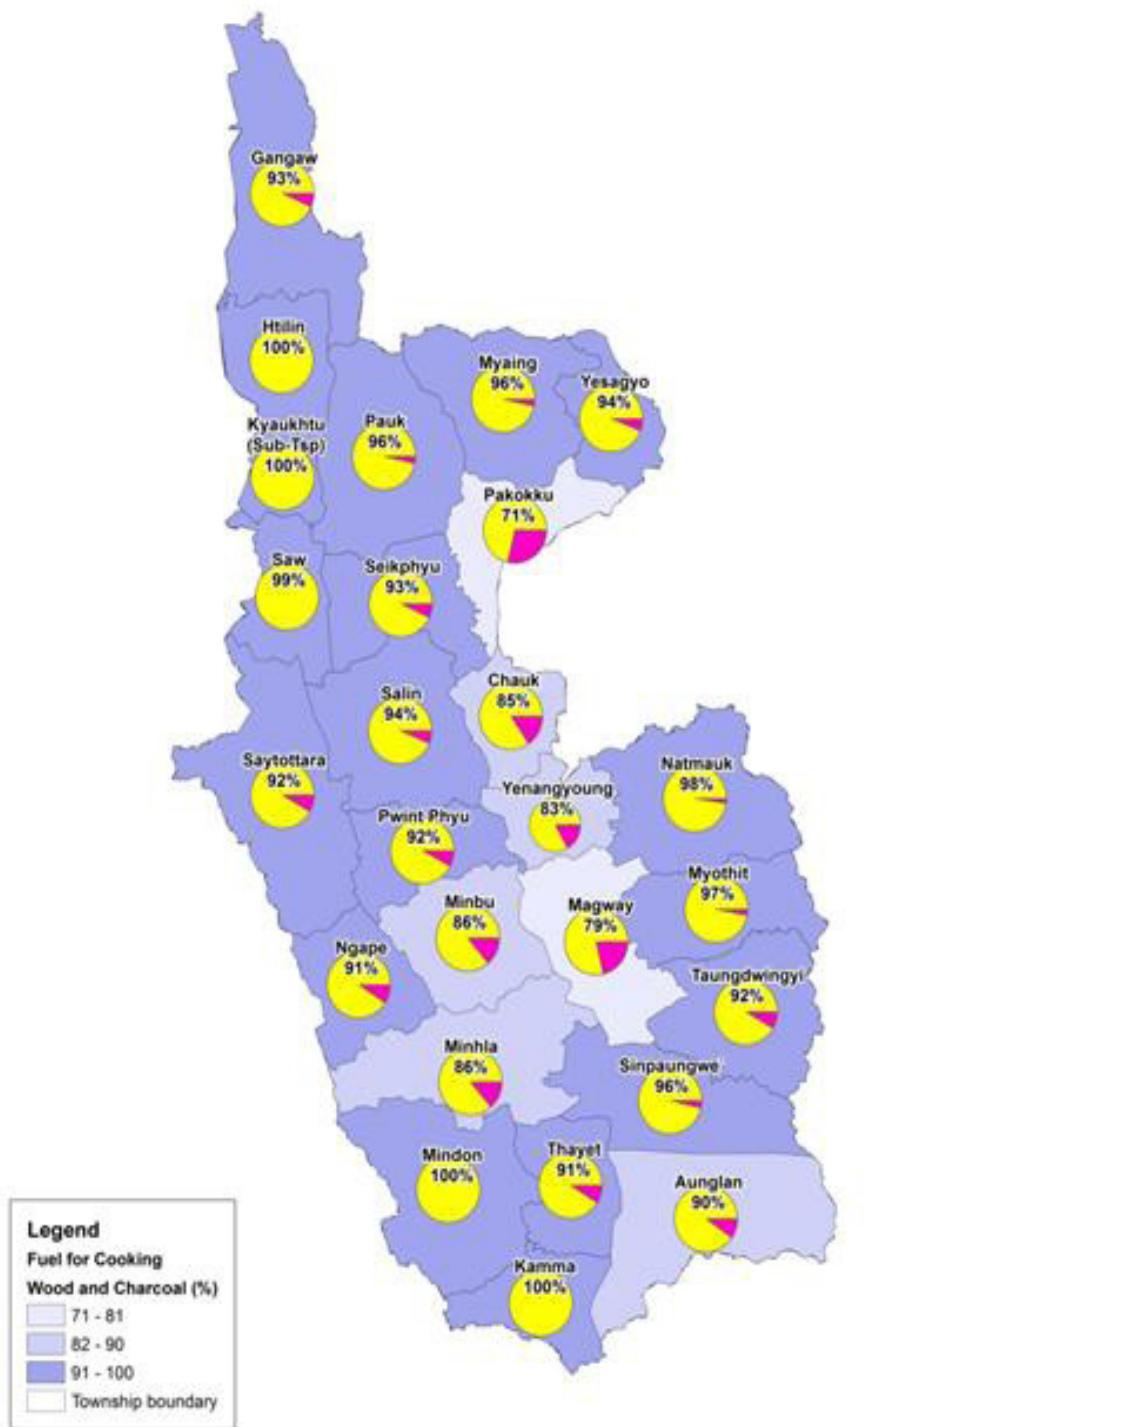 Gangaw
93%
Htilin
100%
Myaing
96%
Yesagyo
94%
Kyaukhtu
(Sub-Tsp)
100%
Pauk
96%
Pakokku
71%
Saw
99%
Seikphyu
93%
Chauk
85%
Salin
94%
Saytottara
92%
Natmauk
98%
Yenangyoung
83%
Pwint Phyu
92%
Myothit
97%
Minbu
86%
Magway
79%
Ngape
91%
Taungdwingyi
92%
Minhla
86%
Sinpaungwe
96%
Mindon
100%
Thayet
91%
Aunglan
90%
Kamma
100%
Legend
Fuel for Cooking
Wood and Charcoal (%)
71 - 81
82 - 90
91 - 100
Township boundary